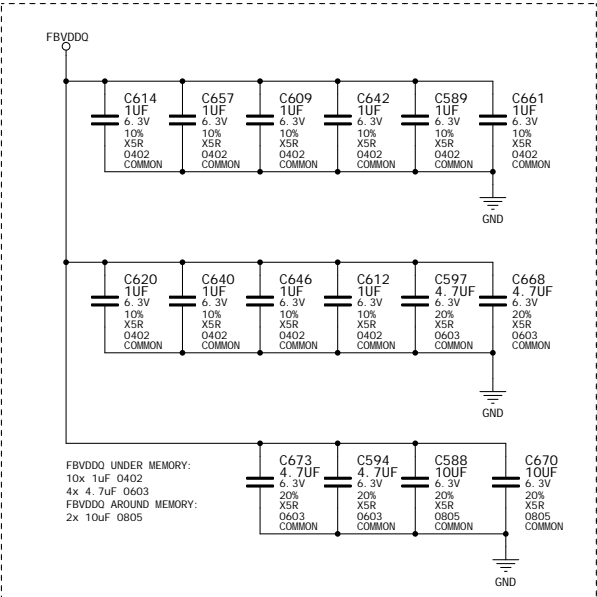 FBVDDQ
C614
1UF
6.3V
10%
X5R
0402
COMMON
C657
1UF
6.3V
10%
X5R
0402
COMMON
C609
1UF
6.3V
10%
X5R
0402
COMMON
C642
1UF
6.3V
10%
X5R
0402
COMMON
C589
1UF
6.3V
10%
X5R
0402
COMMON
C661
1UF
6.3V
10%
X5R
0402
COMMON
GND
C620
1UF
6.3V
10%
X5R
0402
COMMON
C640
1UF
6.3V
10%
X5R
0402
COMMON
C646
1UF
6.3V
10%
X5R
0402
COMMON
C612
1UF
6.3V
10%
X5R
0402
COMMON
C597
4.7UF
6.3V
20%
X5R
0603
COMMON
C668
4.7UF
6.3V
20%
X5R
0603
COMMON
GND
FBVDDQ UNDER MEMORY:
10x 1uF 0402
4x 4.7uF 0603
FBVDDQ AROUND MEMORY:
2x 10uF 0805
C673
4.7UF
6.3V
20%
X5R
0603
COMMON
C594
4.7UF
6.3V
20%
X5R
0603
COMMON
C588
10UF
6.3V
20%
X5R
0805
COMMON
C670
10UF
6.3V
20%
X5R
0805
COMMON
GND